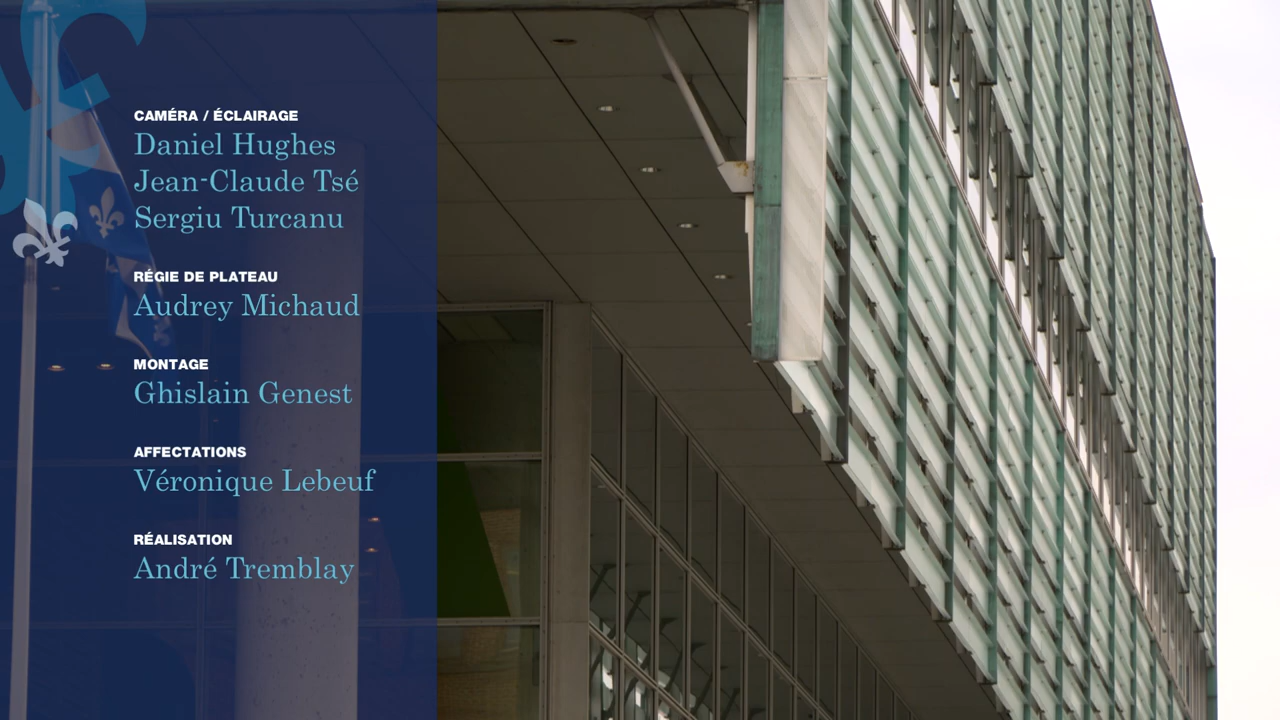 CAMÉRA / ÉCLAIRAGE
Daniel Hughes
Jean-Claude Tsé
Sergiu Turcanu
RÉGIE DE PLATEAU
Audrey Michaud
MONTAGE
Ghislain Genest
AFFECTATIONS
Véronique Lebeuf
RÉALISATION
André Tremblay